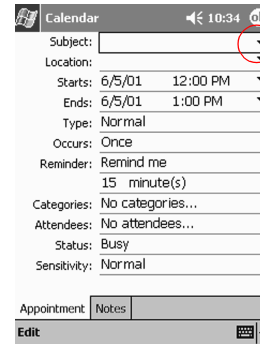 Calendar 10:34 ok
Subject:
Location:
Starts: 6/5/01 12:00 PM
Ends: 6/5/01 1:00 PM
Type: Normal
Occurs: Once
Reminder: Remind me
15 minute(s)
Categories: No categories...
Attendees: No attendees...
Status: Busy
Sensitivity: Normal
Appointment Notes
Edit